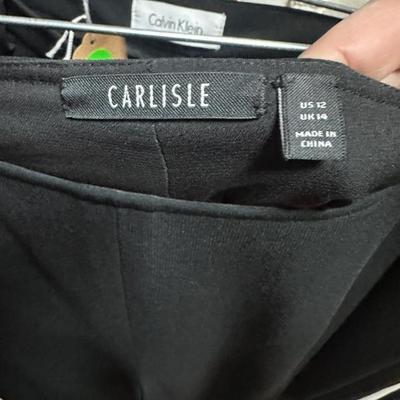 Calvin Klein
CARLISLE
US 12
UK 14
MADE IN
CHINA